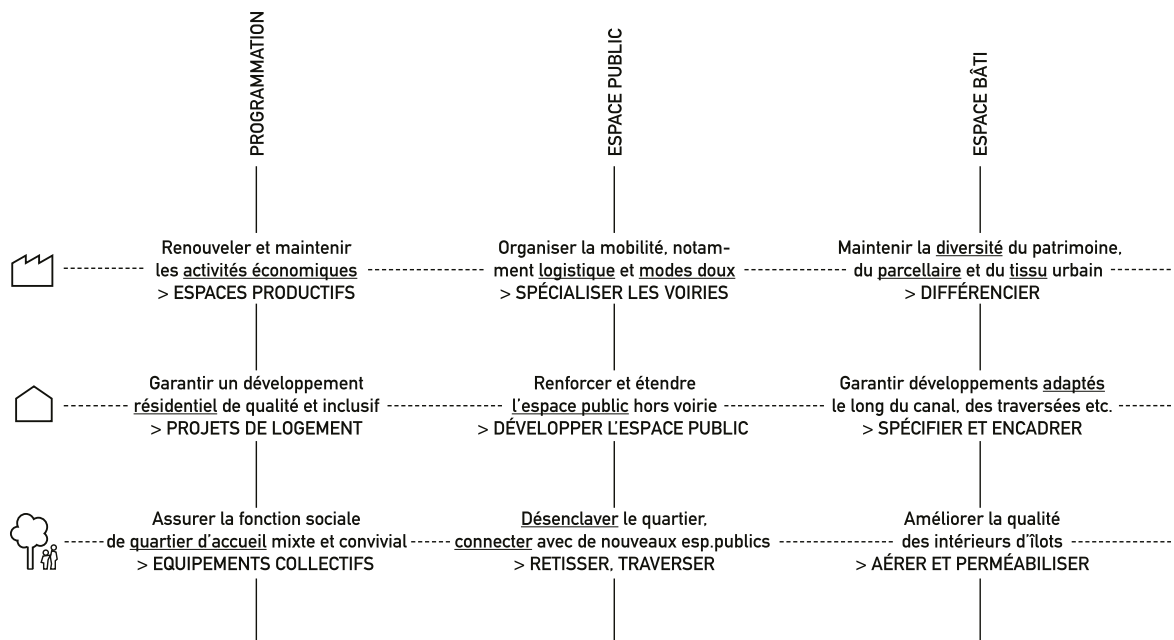 PROGRAMMATION
ESPACE PUBLIC
ESPACE BÂTI
Renouveler et maintenir
les activités économiques
> ESPACES PRODUCTIFS
Organiser la mobilité, notam-
ment logistique et modes doux
> SPÉCIALISER LES VOIRIES
Maintenir la diversité du patrimoine,
du parcellaire et du tissu urbain
> DIFFÉRENCIER
Garantir un développement
résidentiel de qualité et inclusif
> PROJETS DE LOGEMENT
Renforcer et étendre
l'espace public hors voirie
> DÉVELOPPER L'ESPACE PUBLIC
Garantir développements adaptés
le long du canal, des traversées etc.
> SPÉCIFIER ET ENCADRER
Assurer la fonction sociale
de quartier d'accueil mixte et convivial
> EQUIPEMENTS COLLECTIFS
Désenclaver le quartier,
connecter avec de nouveaux esp.publics
> RETISSER, TRAVERSER
Améliorer la qualité
des intérieurs d'îlots
> AÉRER ET PERMÉABILISER